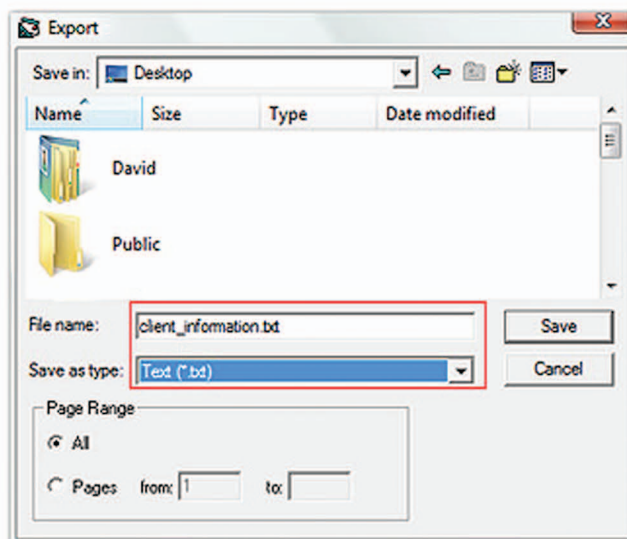 Export
Save in: Desktop
Name Size Type Date modified
David
Public
File name: client_information.txt Save
Save as type: Text (*.txt) Cancel
Page Range
All
Pages from: 1 to: